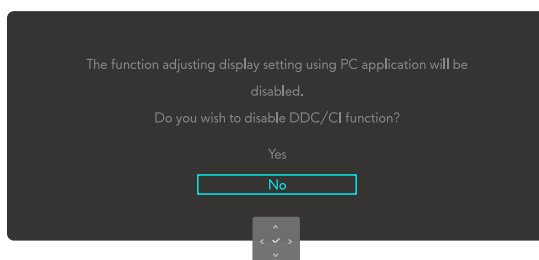 The function adjusting display setting using PC application will be
disabled.
Do you wish to disable DDC/CI function?
Yes
No